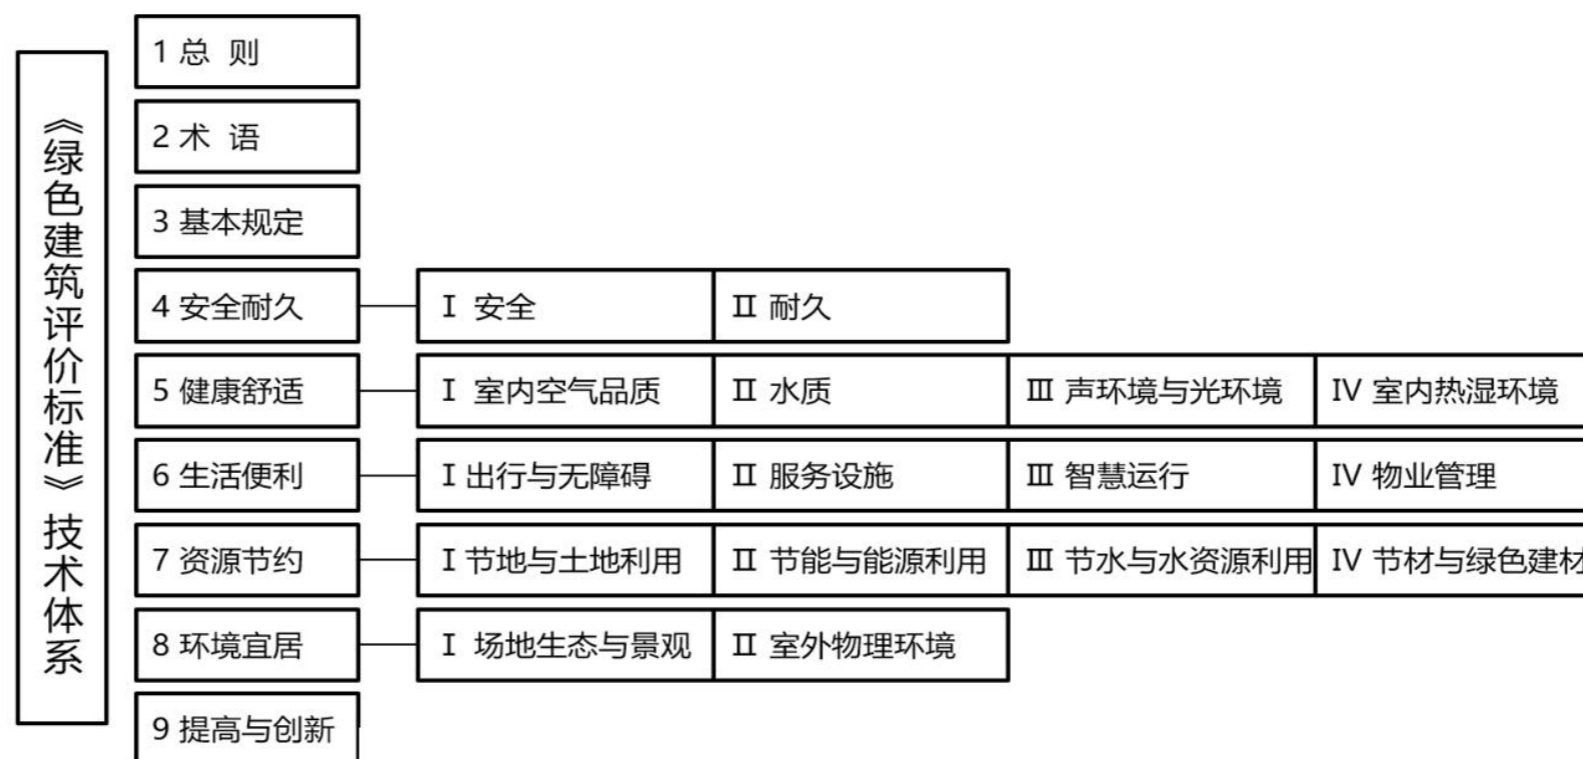 《绿色建筑评价标准》技术体系
1 总 则
2 术 语
3 基本规定
4 安全耐久
Ⅰ 安全
Ⅱ 耐久
5 健康舒适
Ⅰ 室内空气品质
Ⅱ 水质
Ⅲ 声环境与光环境
Ⅳ 室内热湿环境
6 生活便利
Ⅰ 出行与无障碍
Ⅱ 服务设施
Ⅲ 智慧运行
Ⅳ 物业管理
7 资源节约
Ⅰ 节地与土地利用
Ⅱ 节能与能源利用
Ⅲ 节水与水资源利用
Ⅳ 节材与绿色建材
8 环境宜居
Ⅰ 场地生态与景观
Ⅱ 室外物理环境
9 提高与创新